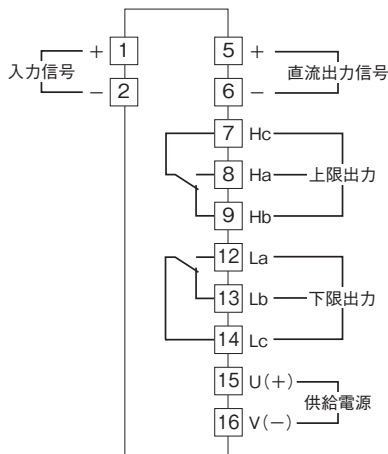 入力信号
+ 1
− 2
5 +
6 −
直流出力信号
7 Hc
8 Ha
9 Hb
上限出力
12 La
13 Lb
14 Lc
下限出力
15 U(+)
16 V(−)
供給電源